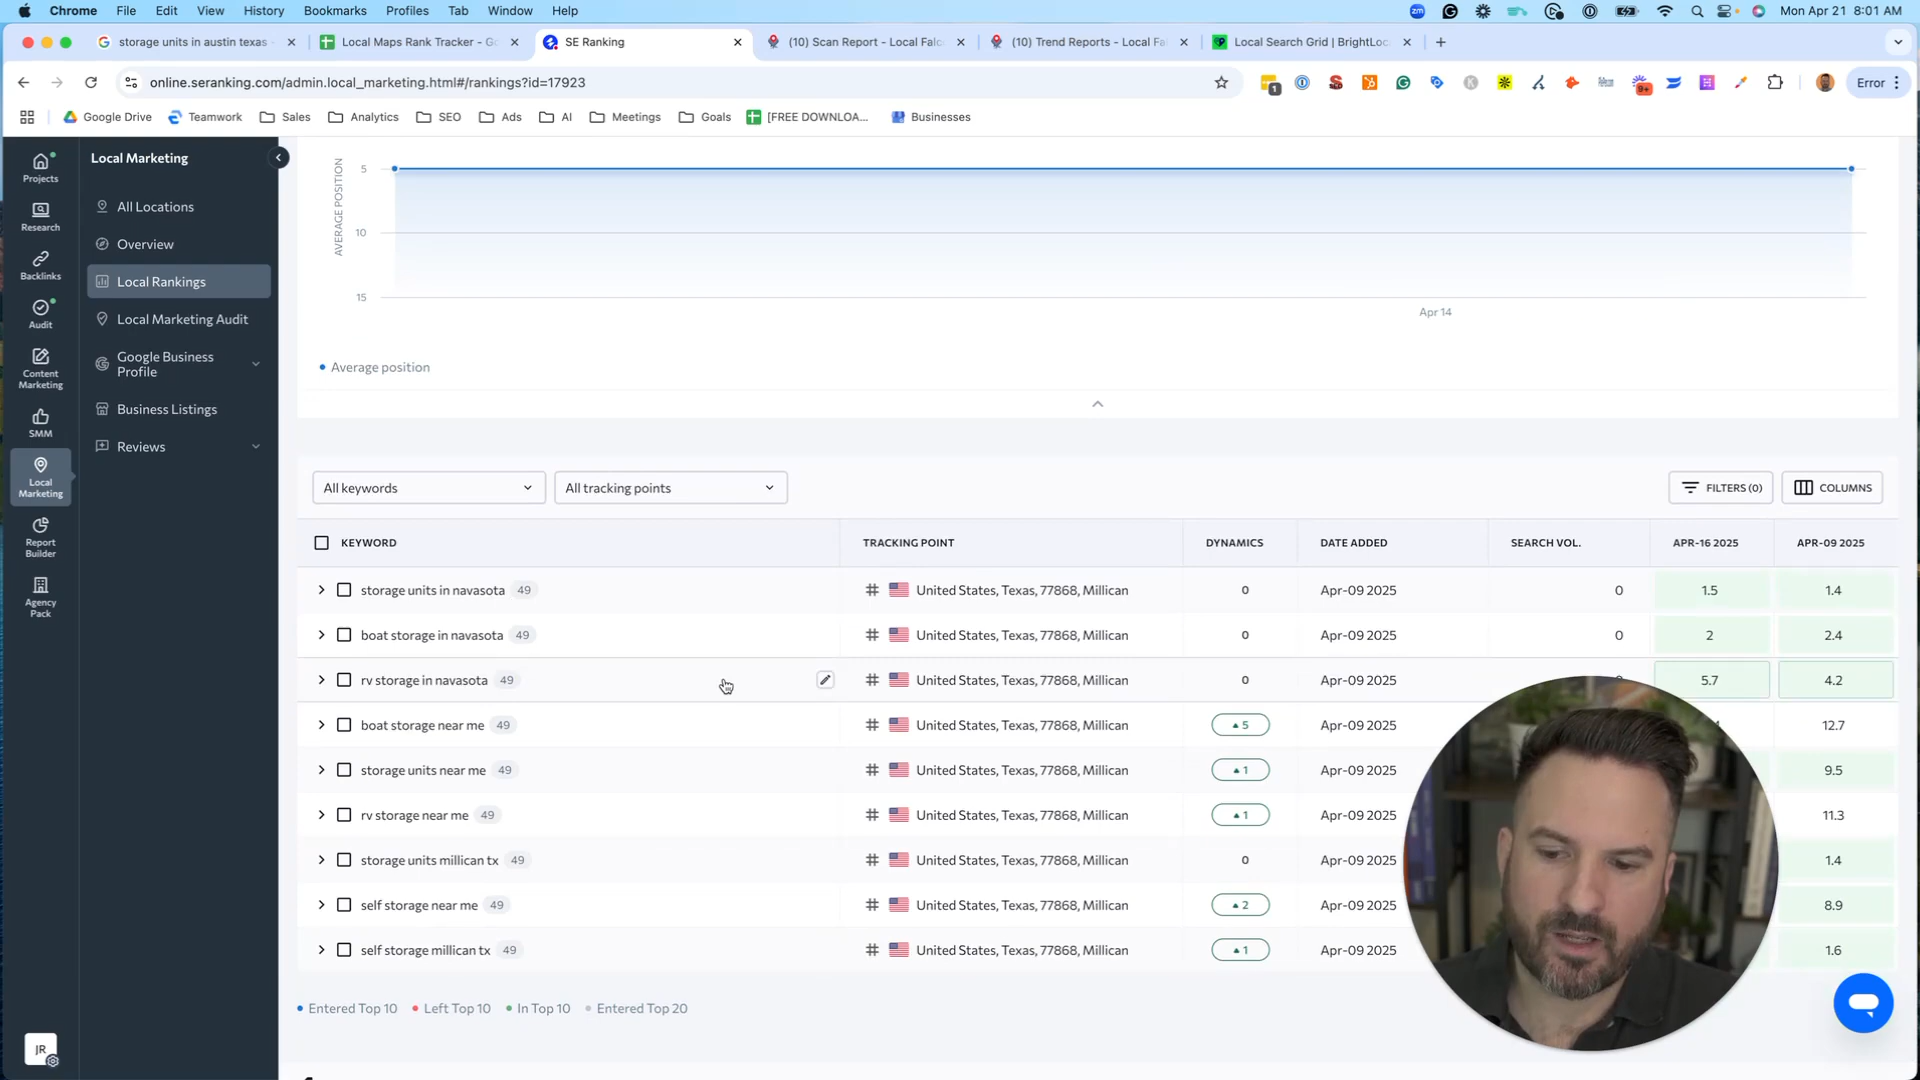 Chrome File Edit View History Bookmarks Profiles Tab Window Help Mon Apr 21 8:01 AM
storage units in austin texas - Local Maps Rank Tracker - Go SE Ranking (10) Scan Report - Local Falc (10) Trend Reports - Local Fa Local Search Grid | BrightLoc
online.seranking.com/admin.local_marketing.html#/rankings?id=17923 Error
Google Drive Teamwork Sales Analytics SEO Ads AI Meetings Goals [FREE DOWNLOA... Businesses
Projects
Research
Backlinks
Audit
Content
Marketing
SMM
Local
Marketing
Report
Builder
Agency
Pack
JR
Local Marketing
All Locations
Overview
Local Rankings
Local Marketing Audit
Google Business
Profile
Business Listings
Reviews
AVERAGE POSITION
5
10
15
Apr 14
Average position
All keywords All tracking points FILTERS (0) COLUMNS
KEYWORD TRACKING POINT DYNAMICS DATE ADDED SEARCH VOL. APR-16 2025 APR-09 2025
storage units in navasota 49 United States, Texas, 77868, Millican 0 Apr-09 2025 0 1.5 1.4
boat storage in navasota 49 United States, Texas, 77868, Millican 0 Apr-09 2025 0 2 2.4
rv storage in navasota 49 United States, Texas, 77868, Millican 0 Apr-09 2025 5.7 4.2
boat storage near me 49 United States, Texas, 77868, Millican 5 Apr-09 2025 12.7
storage units near me 49 United States, Texas, 77868, Millican 1 Apr-09 2025 9.5
rv storage near me 49 United States, Texas, 77868, Millican 1 Apr-09 2025 11.3
storage units millican tx 49 United States, Texas, 77868, Millican 0 Apr-09 2025 1.4
self storage near me 49 United States, Texas, 77868, Millican 2 Apr-09 2025 8.9
self storage millican tx 49 United States, Texas, 77868, Millican 1 Apr-09 2025 1.6
Entered Top 10 Left Top 10 In Top 10 Entered Top 20